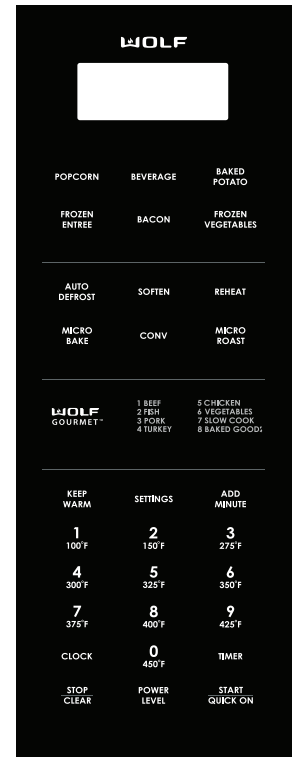 WOLF
POPCORN BEVERAGE BAKED POTATO
FROZEN ENTREE BACON FROZEN VEGETABLES
AUTO DEFROST SOFTEN REHEAT
MICRO BAKE CONV MICRO ROAST
WOLF
GOURMET™
1 BEEF
2 FISH
3 PORK
4 TURKEY
5 CHICKEN
6 VEGETABLES
7 SLOW COOK
8 BAKED GOODS
KEEP WARM SETTINGS ADD MINUTE
1 2 3
100°F 150°F 275°F
4 5 6
300°F 325°F 350°F
7 8 9
375°F 400°F 425°F
CLOCK 0 TIMER
450°F
STOP POWER START
CLEAR LEVEL QUICK ON